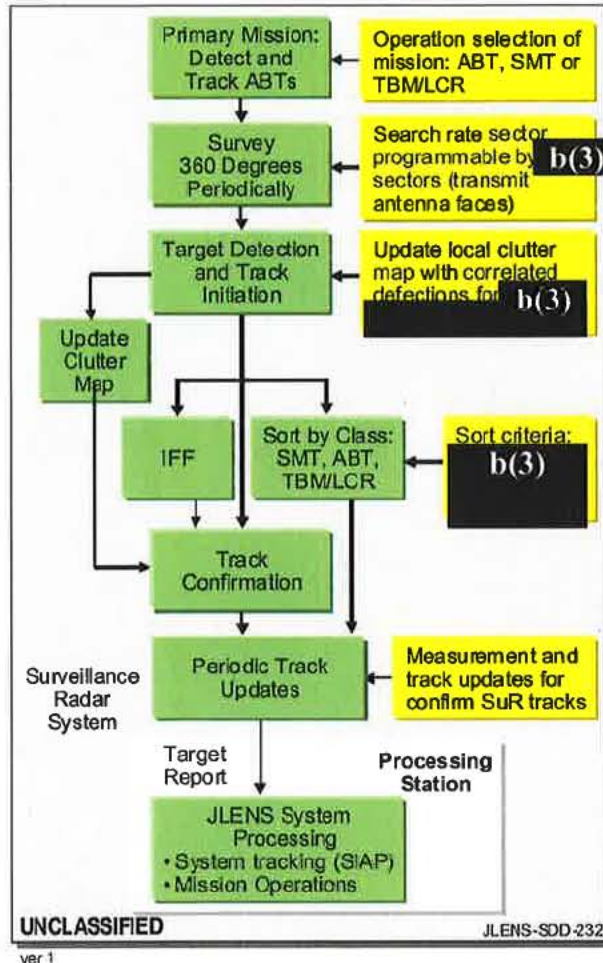 Primary Mission:
Detect and
Track ABTs
Operation selection of
mission: ABT, SMT or
TBM/LCR
Survey
360 Degrees
Periodically
Search rate sector
programmable by
sectors (transmit
antenna faces)
b(3)
Target Detection
and Track
Initiation
Update local clutter
map with correlated
defections for
b(3)
Update
Clutter
Map
IFF
Sort by Class:
SMT, ABT,
TBM/LCR
Sort criteria:
b(3)
Track
Confirmation
Periodic Track
Updates
Measurement and
track updates for
confirm SuR tracks
Surveillance
Radar
System
Target
Report
Processing
Station
JLENS System
Processing
• System tracking (SIAP)
• Mission Operations
UNCLASSIFIED
JLENS-SDD-232
ver 1